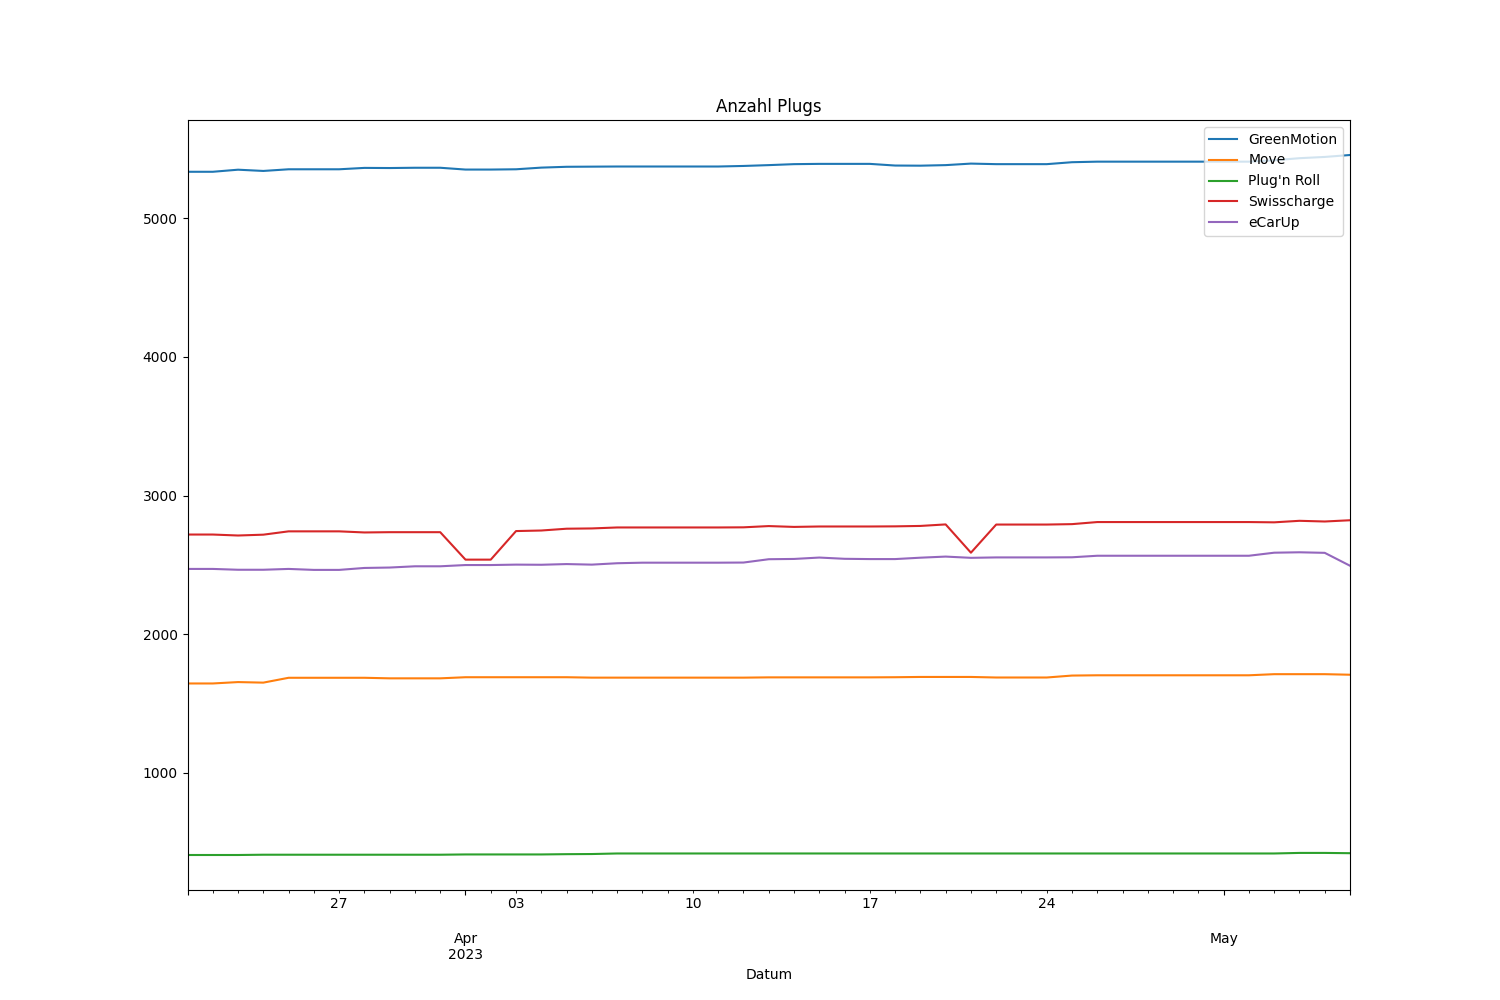 Anzahl Plugs
GreenMotion
Move
Plug'n Roll
Swisscharge
eCarUp
5000
4000
3000
2000
1000
27 03 10 17 24
Apr May
2023
Datum